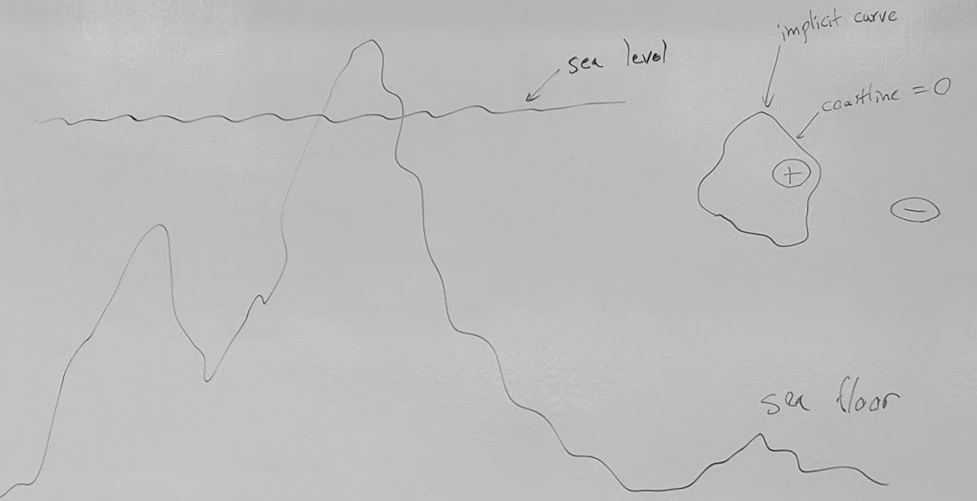 implicit curve
sea level
coastline = 0
+
−
sea floor